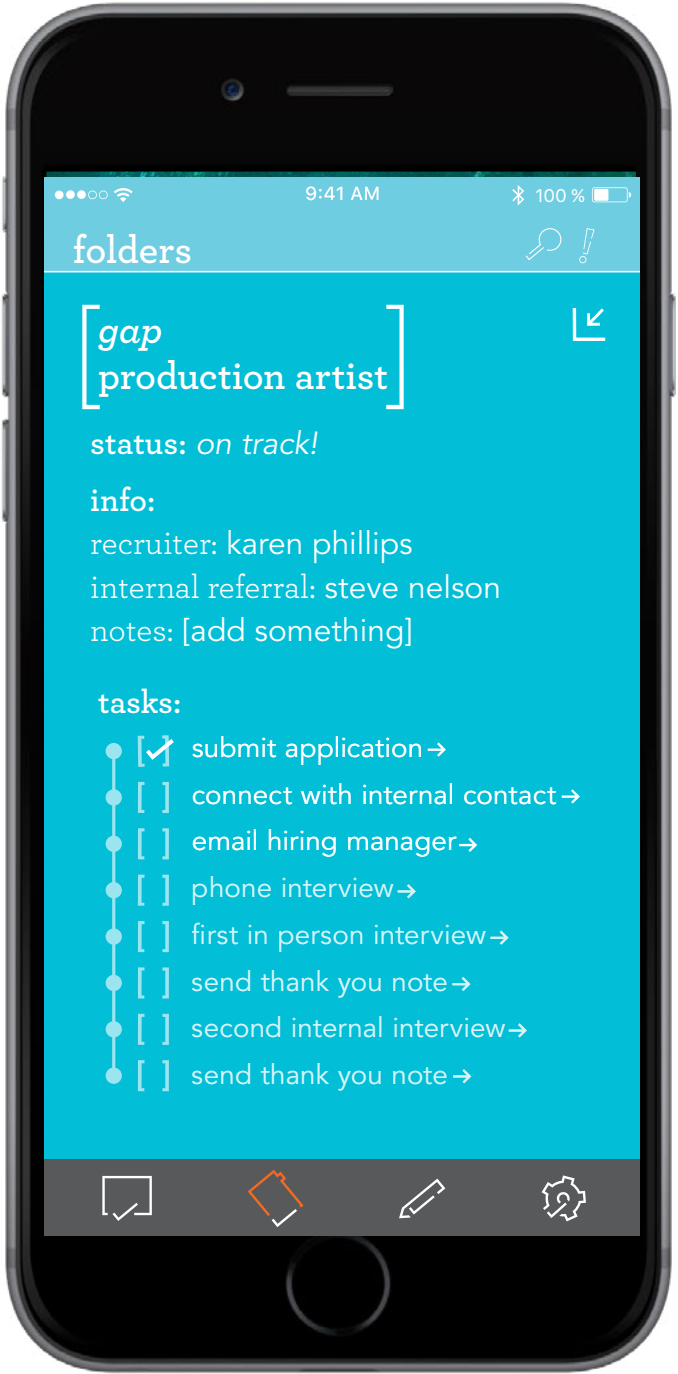 9:41 AM
100 %
folders
gap
production artist
status: on track!
info:
recruiter: karen phillips
internal referral: steve nelson
notes: [add something]
tasks:
submit application→
connect with internal contact→
email hiring manager→
phone interview→
first in person interview→
send thank you note→
second internal interview→
send thank you note→